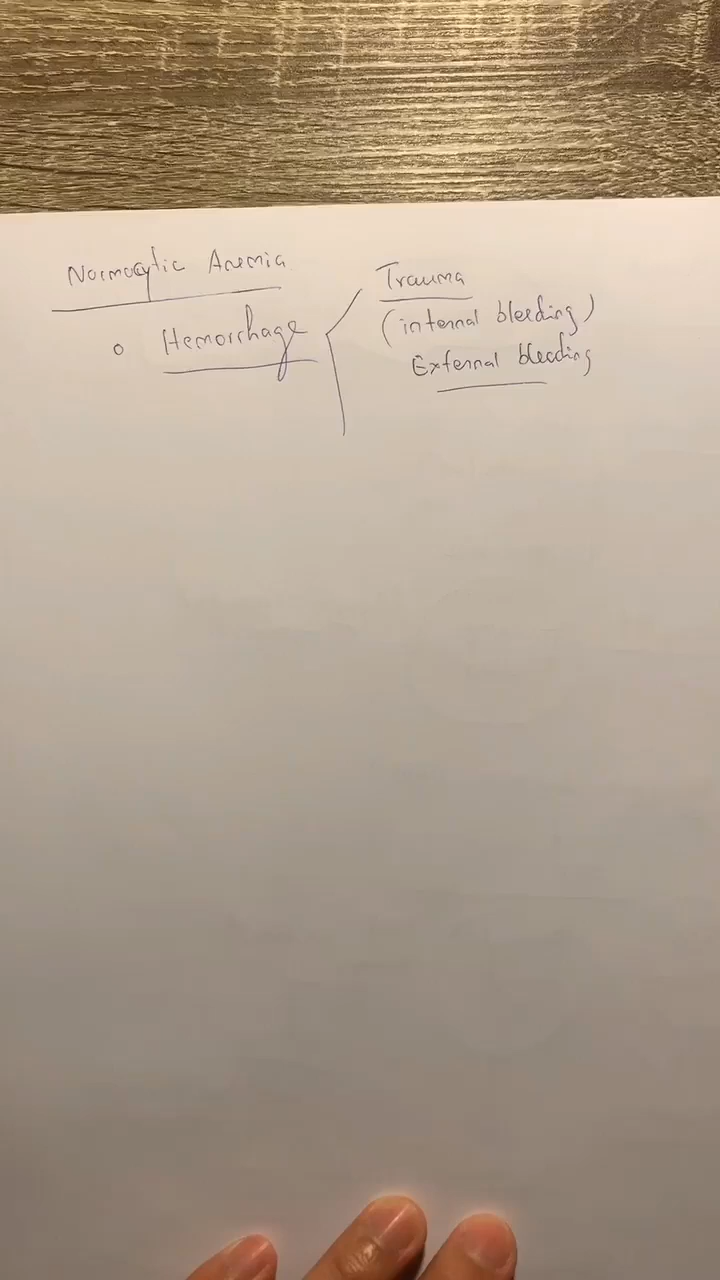 Normocytic Anemia
Hemorrhage
Trauma
(internal bleeding)
External bleeding